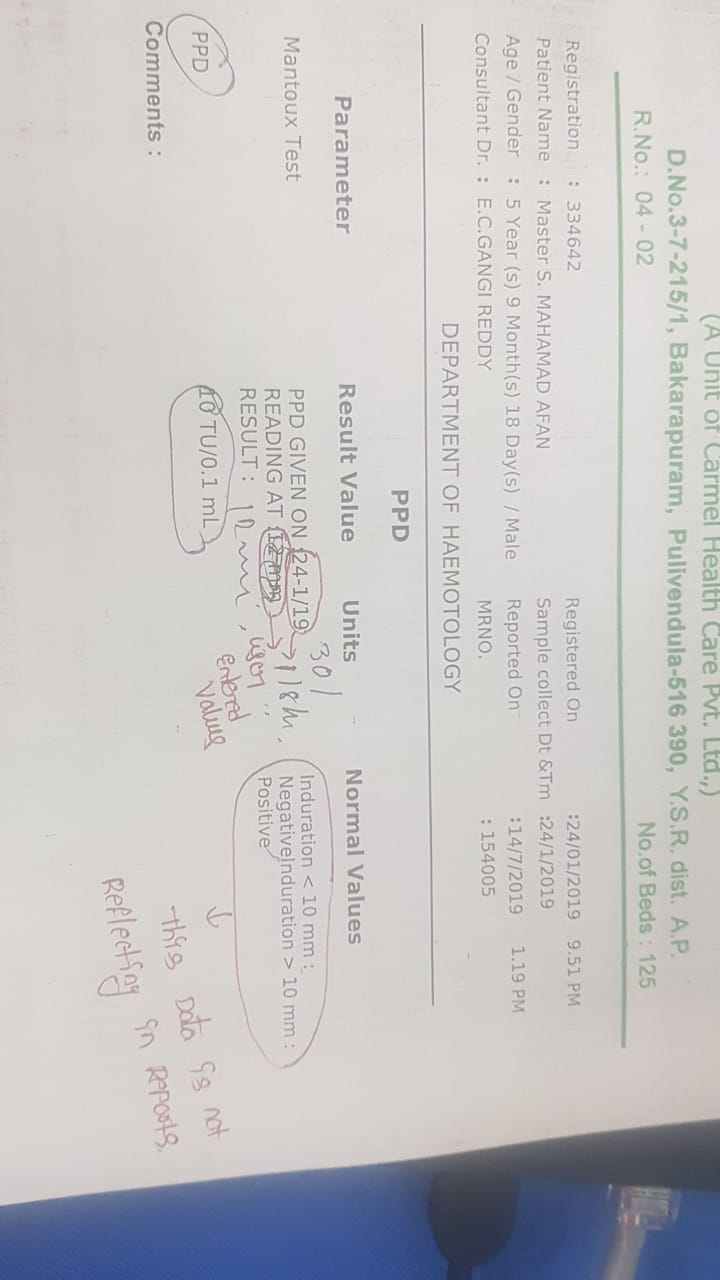 (A Unit of Carmel Health Care Pvt. Ltd.,)
D.No.3-7-215/1, Bakarapuram, Pulivendula-516 390, Y.S.R. dist. A.P.
R.No.: 04 - 02 No.of Beds : 125
Registration : 334642 Registered On :24/01/2019 9.51 PM
Patient Name : Master S. MAHAMAD AFAN Sample collect Dt &Tm :24/1/2019
Age / Gender : 5 Year (s) 9 Month(s) 18 Day(s) / Male Reported On :14/7/2019 1.19 PM
Consultant Dr. : E.C.GANGI REDDY MRNO. : 154005
DEPARTMENT OF HAEMOTOLOGY
PPD
Parameter Result Value Units Normal Values
Mantoux Test
PPD GIVEN ON :24-1/19
READING AT :12 mm
RESULT : 12 mm
user
entered
values
Induration < 10 mm :
NegativeInduration > 10 mm :
Positive
PPD 10 TU/0.1 mL
This Data is not
Reflecting in Reports.
Comments :